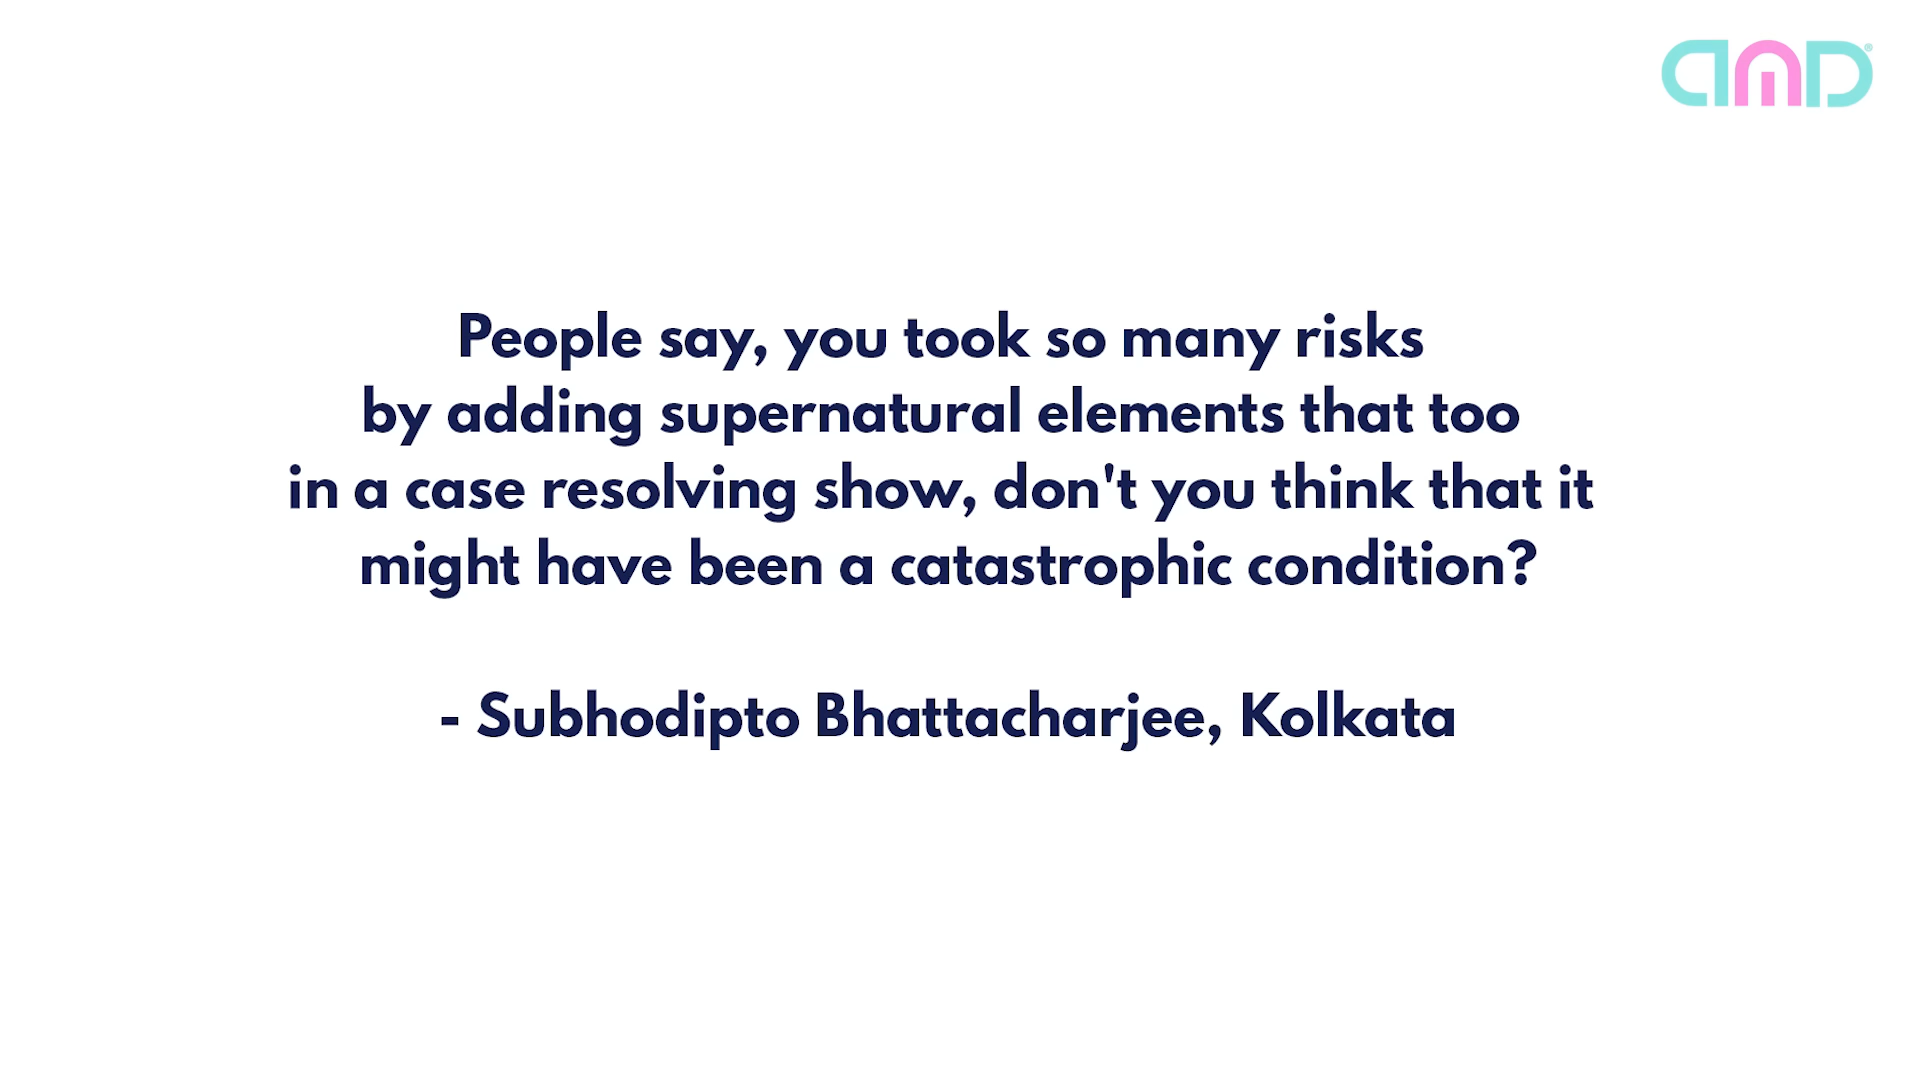 AMD
People say, you took so many risks
by adding supernatural elements that too
in a case resolving show, don't you think that it
might have been a catastrophic condition?
- Subhodipto Bhattacharjee, Kolkata